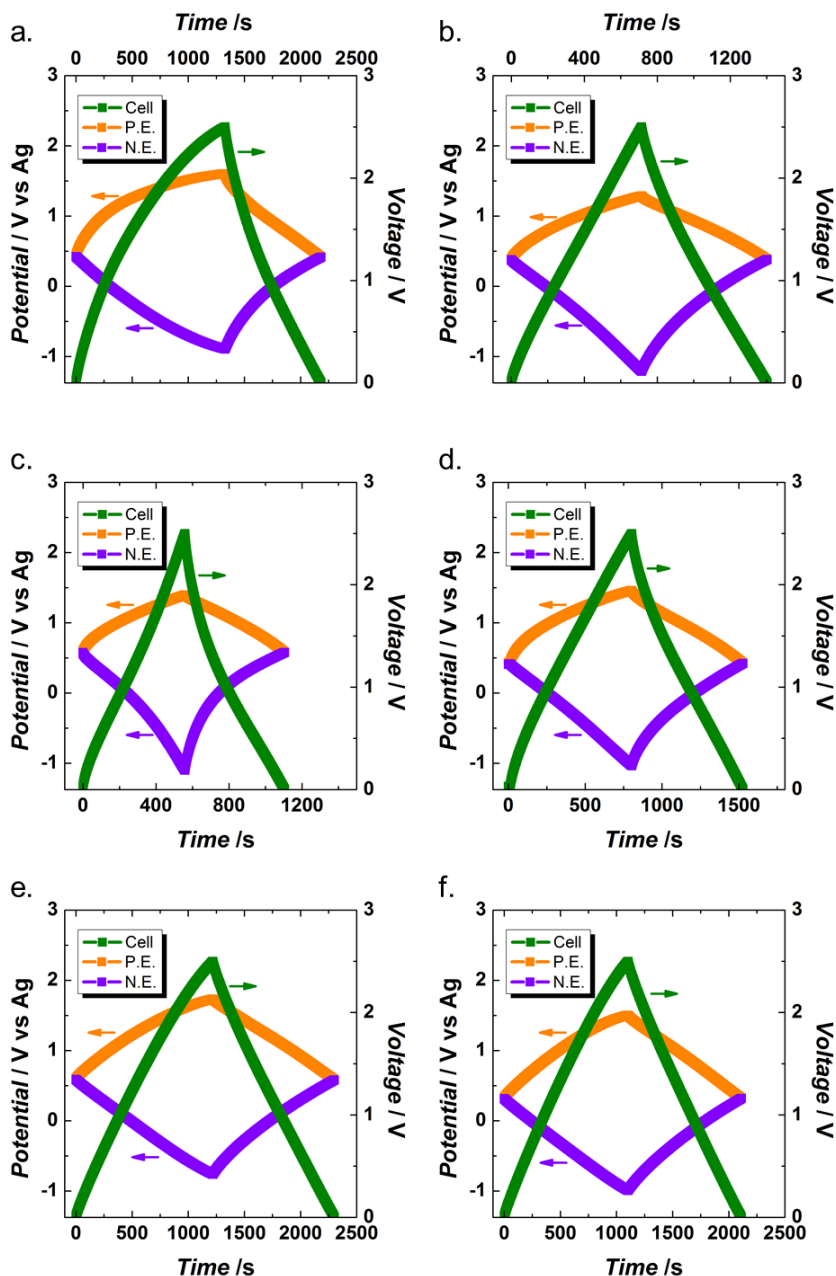 a.
Time /s
0 500 1000 1500 2000 2500
Potential / V vs Ag
3
2
1
0
-1
Cell
P.E.
N.E.
3
2
1
0
Voltage / V
b.
Time /s
0 400 800 1200
3
2
1
0
-1
Potential / V vs Ag
Cell
P.E.
N.E.
3
2
1
0
Voltage / V
c.
3
2
1
0
-1
Potential / V vs Ag
Cell
P.E.
N.E.
3
2
1
0
Voltage / V
0 400 800 1200
Time /s
d.
3
2
1
0
-1
Potential / V vs Ag
Cell
P.E.
N.E.
3
2
1
0
Voltage / V
0 500 1000 1500
Time /s
e.
3
2
1
0
-1
Potential / V vs Ag
Cell
P.E.
N.E.
3
2
1
0
Voltage / V
0 500 1000 1500 2000 2500
Time /s
f.
3
2
1
0
-1
Potential / V vs Ag
Cell
P.E.
N.E.
3
2
1
0
Voltage / V
0 500 1000 1500 2000 2500
Time /s